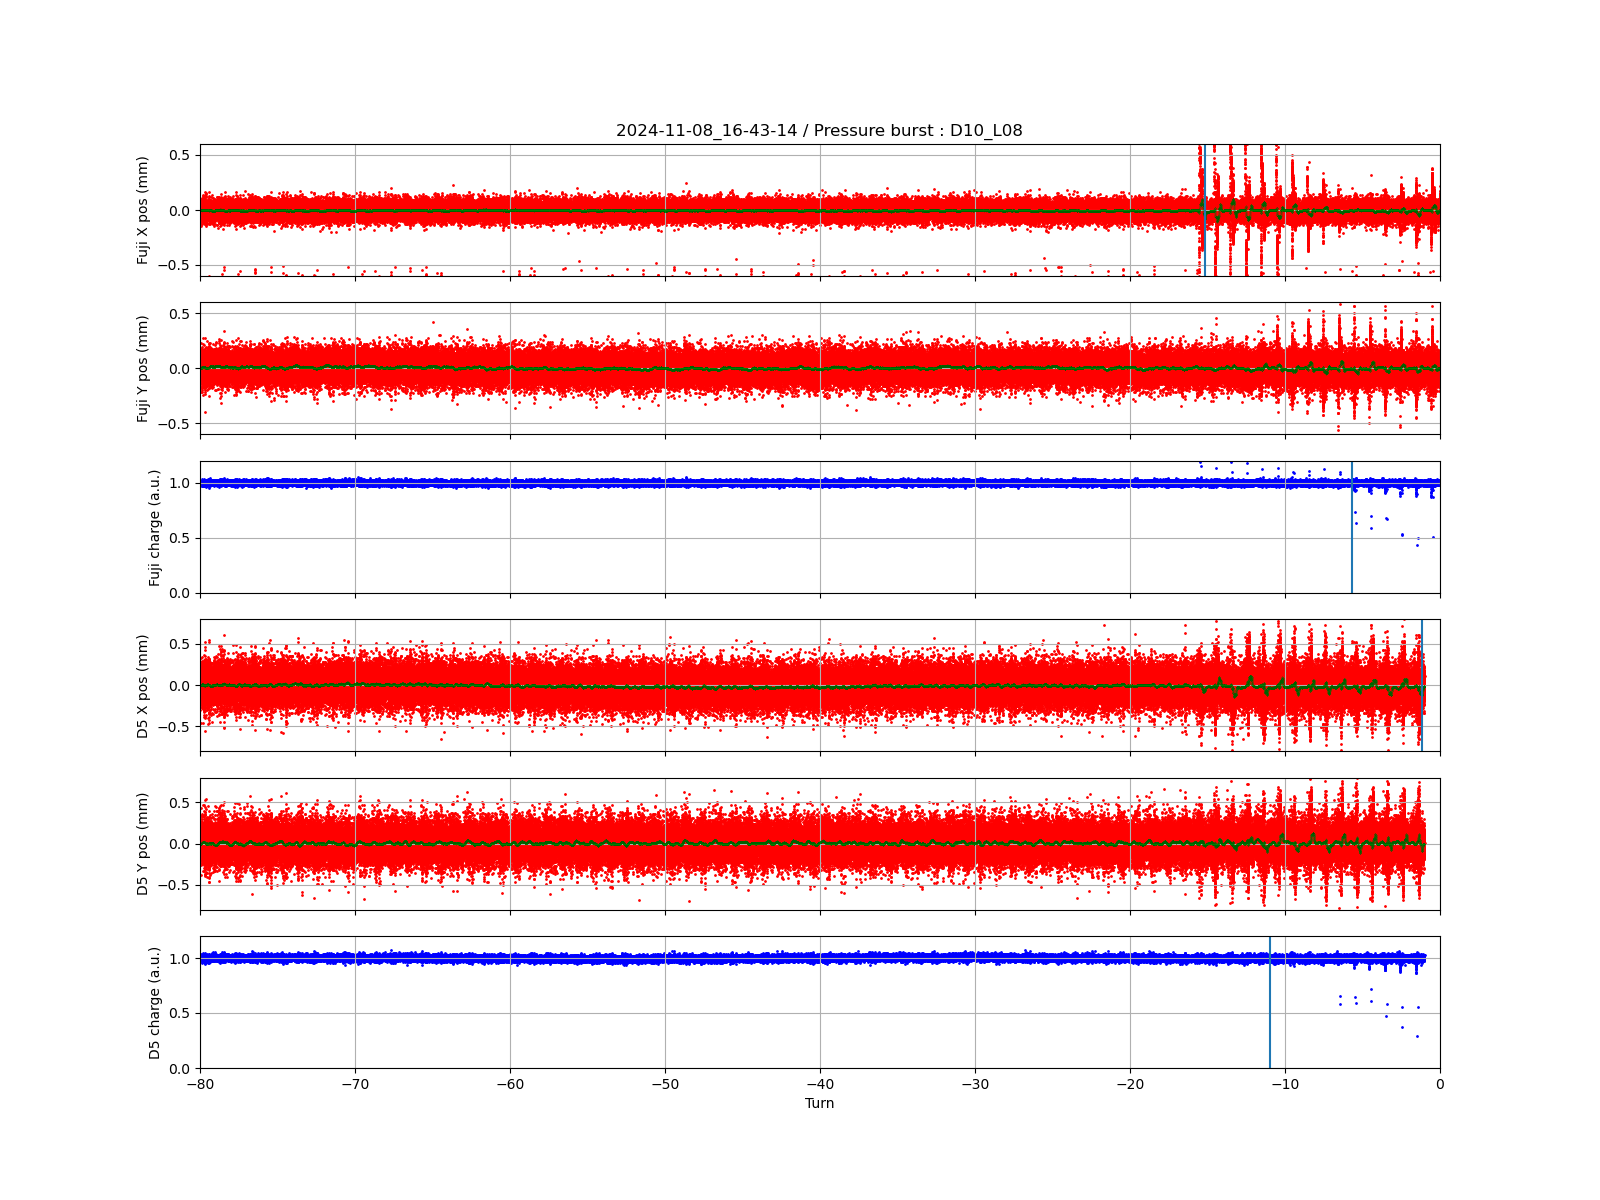 2024-11-08_16-43-14 / Pressure burst : D10_L08
Fuji X pos (mm)
0.5
0.0
−0.5
Fuji Y pos (mm)
0.5
0.0
−0.5
Fuji charge (a.u.)
1.0
0.5
0.0
D5 X pos (mm)
0.5
0.0
−0.5
D5 Y pos (mm)
0.5
0.0
−0.5
D5 charge (a.u.)
1.0
0.5
0.0
−80 −70 −60 −50 −40 −30 −20 −10 0
Turn